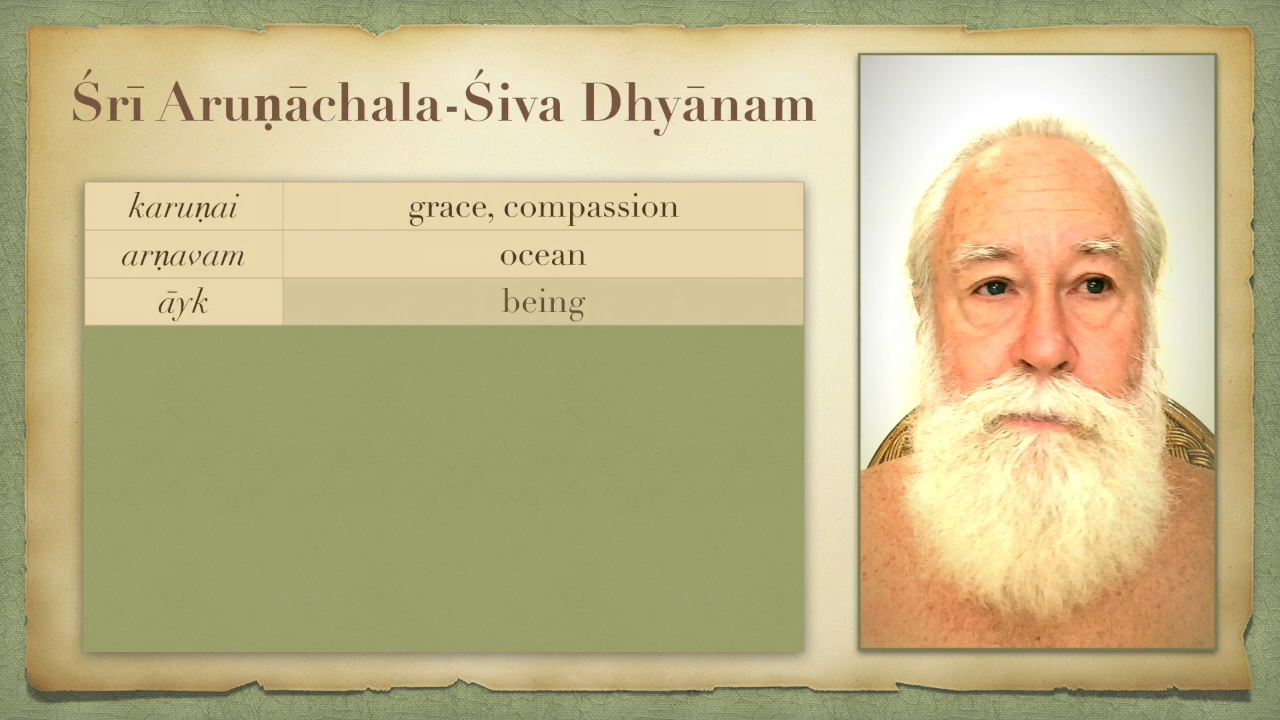 Śrī Aruṇāchala-Śiva Dhyānam
karuṇai grace, compassion
arṇavam ocean
āyk being